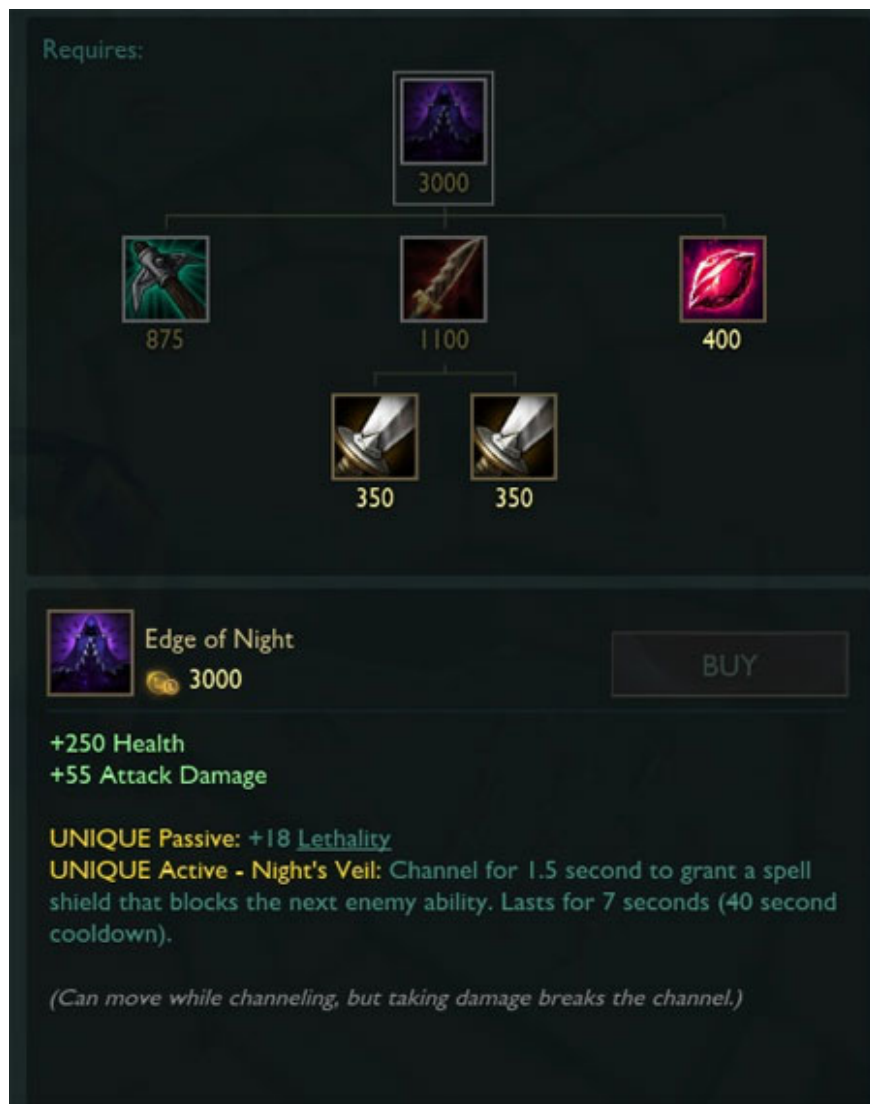 Requires:
3000
875 1100 400
350 350
Edge of Night
3000
BUY
+250 Health
+55 Attack Damage
UNIQUE Passive: +18 Lethality
UNIQUE Active - Night's Veil: Channel for 1.5 second to grant a spell
shield that blocks the next enemy ability. Lasts for 7 seconds (40 second
cooldown).
(Can move while channeling, but taking damage breaks the channel.)